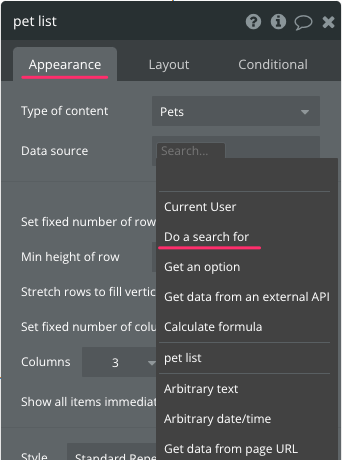 pet list
Appearance Layout Conditional
Type of content Pets
Data source Search...
Current User
Set fixed number of row
Do a search for
Min height of row
Get an option
Stretch rows to fill vertic
Get data from an external API
Set fixed number of colu
Calculate formula
Columns 3
pet list
Arbitrary text
Show all items immediat
Arbitrary date/time
Style Standard Repe
Get data from page URL